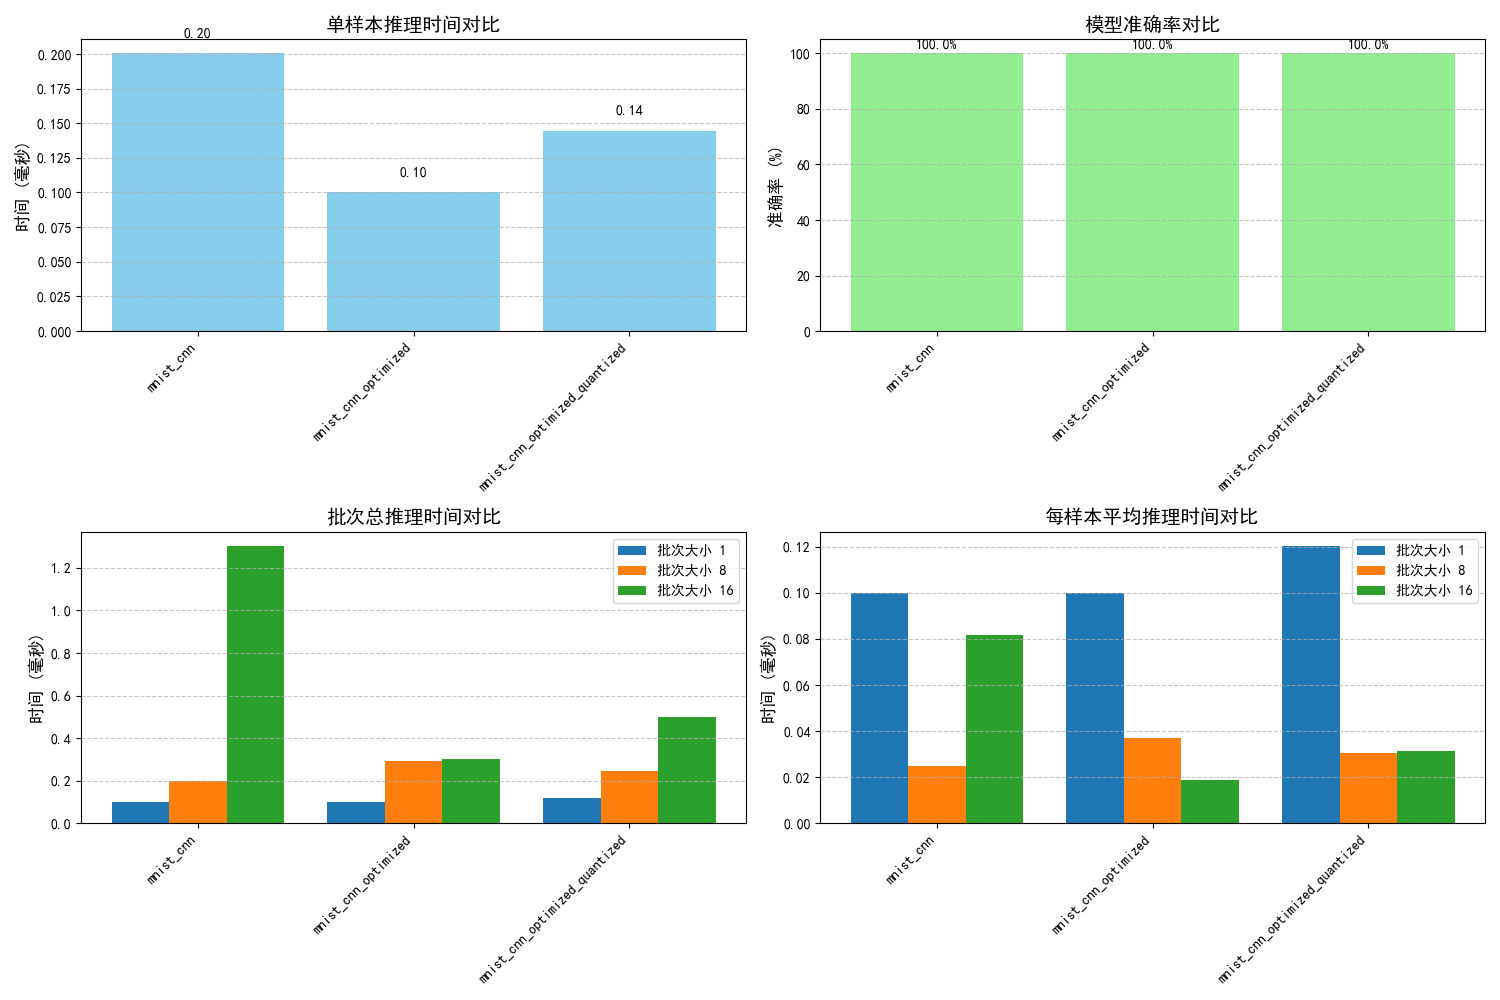 单样本推理时间对比
0.20
0.10
0.14
0.200
0.175
0.150
0.125
0.100
0.075
0.050
0.025
0.000
时间 (毫秒)
mnist_cnn
mnist_cnn_optimized
mnist_cnn_optimized_quantized
模型准确率对比
100.0%
100.0%
100.0%
100
80
60
40
20
0
准确率 (%)
mnist_cnn
mnist_cnn_optimized
mnist_cnn_optimized_quantized
批次总推理时间对比
批次大小 1
批次大小 8
批次大小 16
1.2
1.0
0.8
0.6
0.4
0.2
0.0
时间 (毫秒)
mnist_cnn
mnist_cnn_optimized
mnist_cnn_optimized_quantized
每样本平均推理时间对比
批次大小 1
批次大小 8
批次大小 16
0.12
0.10
0.08
0.06
0.04
0.02
0.00
时间 (毫秒)
mnist_cnn
mnist_cnn_optimized
mnist_cnn_optimized_quantized